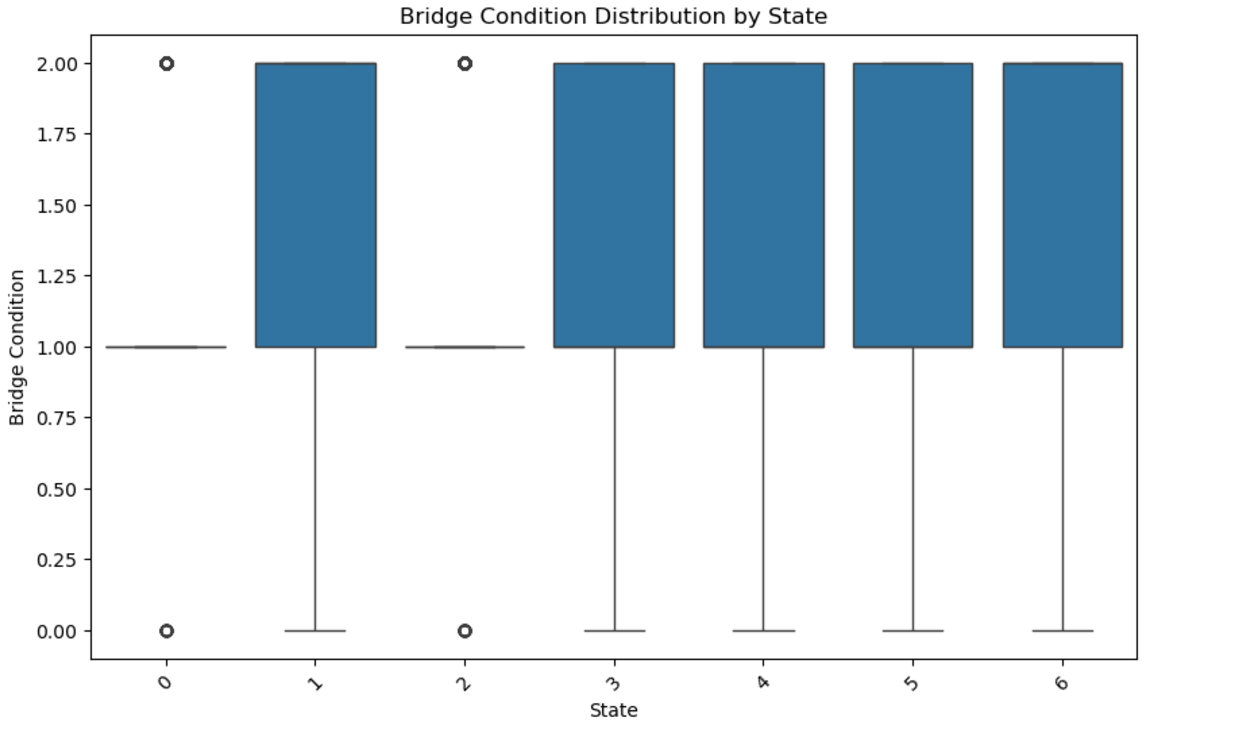 Bridge Condition Distribution by State
Bridge Condition
2.00
1.75
1.50
1.25
1.00
0.75
0.50
0.25
0.00
0 1 2 3 4 5 6
State